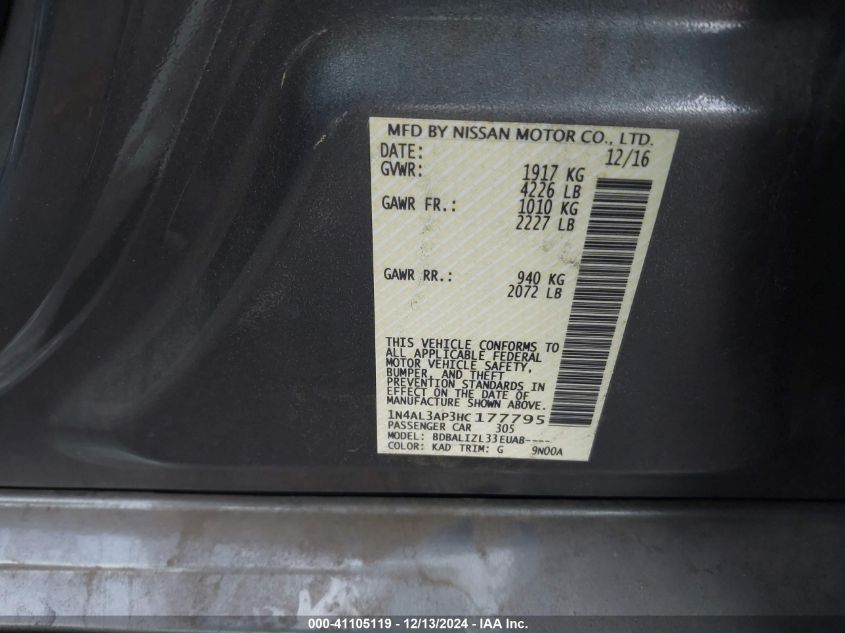 MFD BY NISSAN MOTOR CO., LTD.
DATE: 12/16
GVWR: 1917 KG
4226 LB
GAWR FR.: 1010 KG
2227 LB
GAWR RR.: 940 KG
2072 LB
THIS VEHICLE CONFORMS TO
ALL APPLICABLE FEDERAL
MOTOR VEHICLE SAFETY,
BUMPER, AND THEFT
PREVENTION STANDARDS IN
EFFECT ON THE DATE OF
MANUFACTURE SHOWN ABOVE.
1N4AL3AP3HC177795
PASSENGER CAR 305
MODEL: BDBALIZL33EUAB----
COLOR: KAD TRIM: G 9N00A
000-41105119 - 12/13/2024 - IAA Inc.